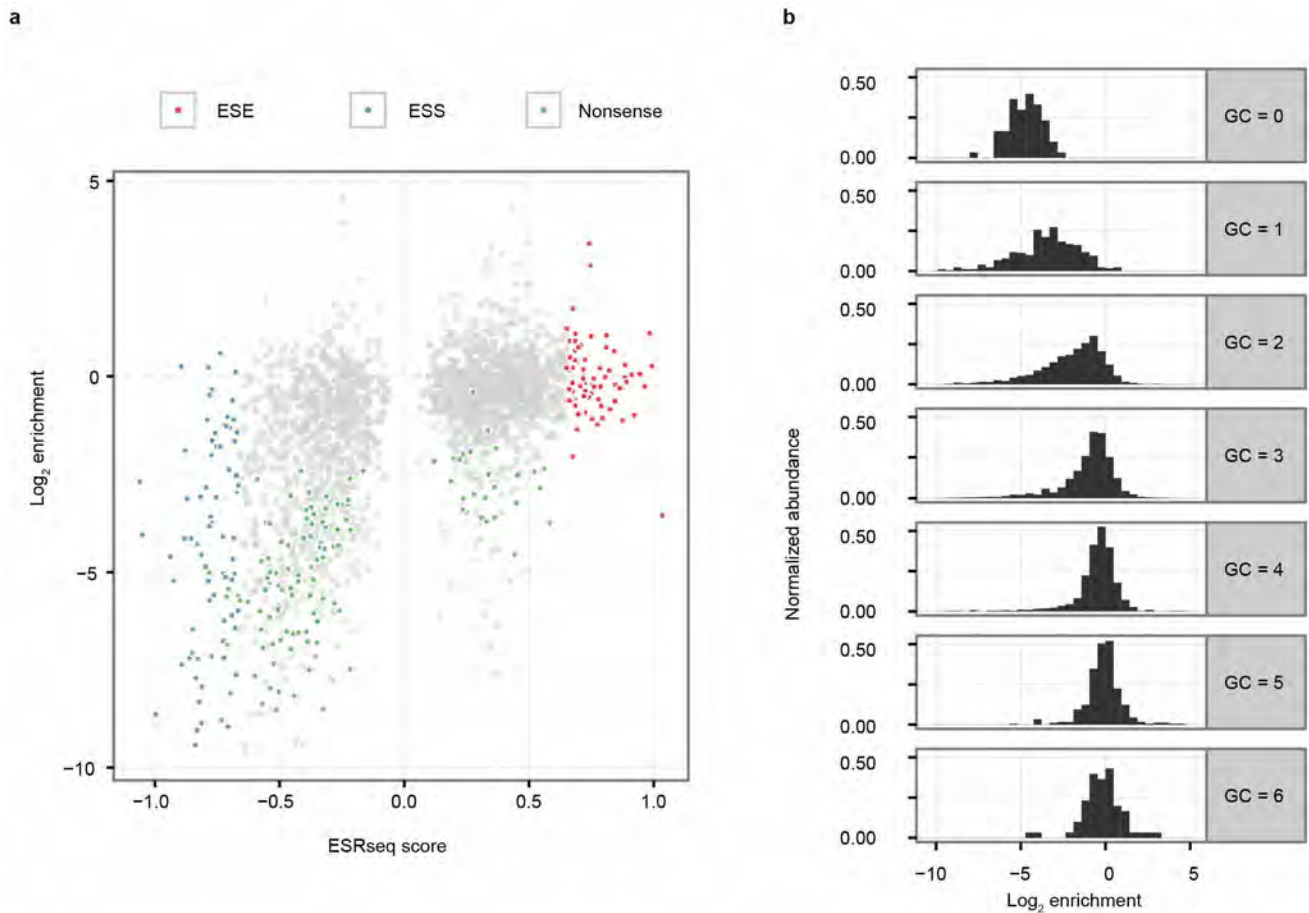 a
ESE
ESS
Nonsense
5
0
−5
−10
Log2 enrichment
−1.0
−0.5
0.0
0.5
1.0
ESRseq score
b
0.50
0.00
GC = 0
0.50
0.00
GC = 1
0.50
0.00
GC = 2
0.50
0.00
GC = 3
0.50
0.00
GC = 4
0.50
0.00
GC = 5
0.50
0.00
GC = 6
Normalized abundance
−10
−5
0
5
Log2 enrichment